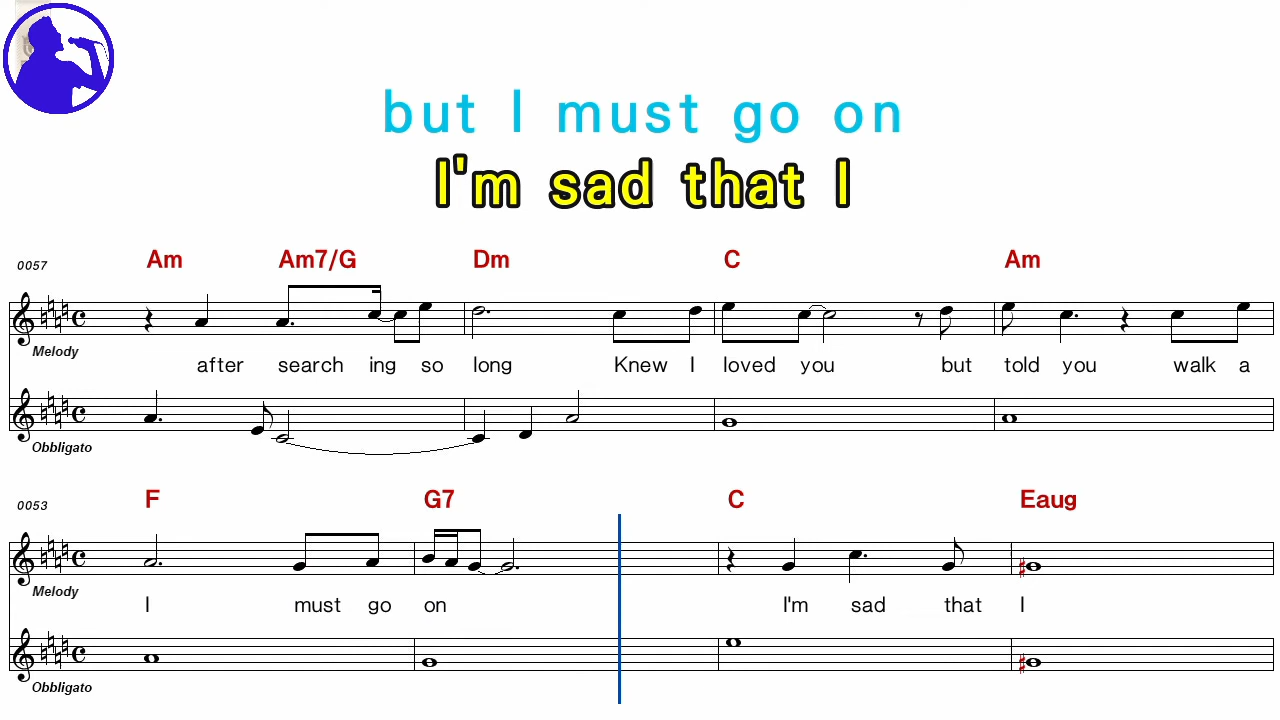 but I must go on
I'm sad that I
0057 Am Am7/G Dm C Am
Melody
after search ing so long Knew I loved you but told you walk a
Obbligato
0053 F G7 C Eaug
Melody
I must go on I'm sad that I
Obbligato